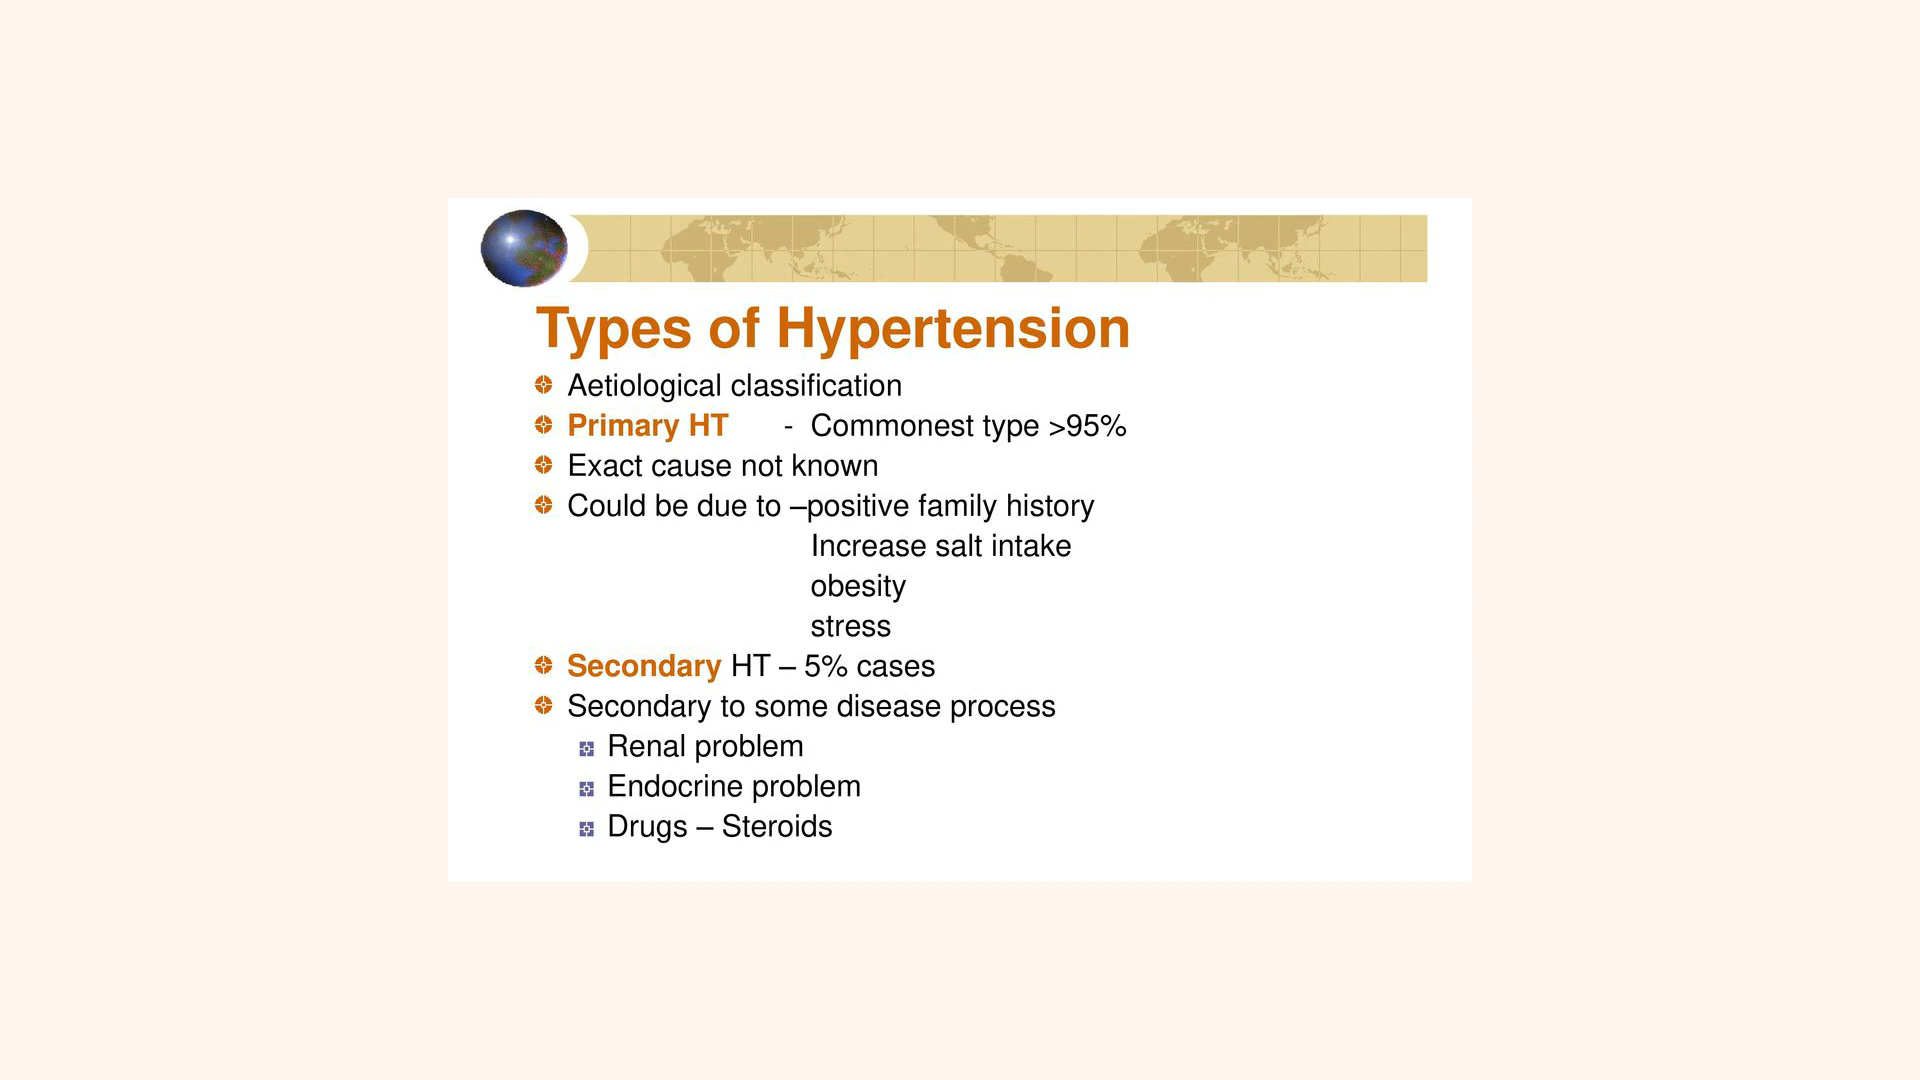 Types of Hypertension
Aetiological classification
Primary HT - Commonest type >95%
Exact cause not known
Could be due to –positive family history
Increase salt intake
obesity
stress
Secondary HT – 5% cases
Secondary to some disease process
Renal problem
Endocrine problem
Drugs – Steroids